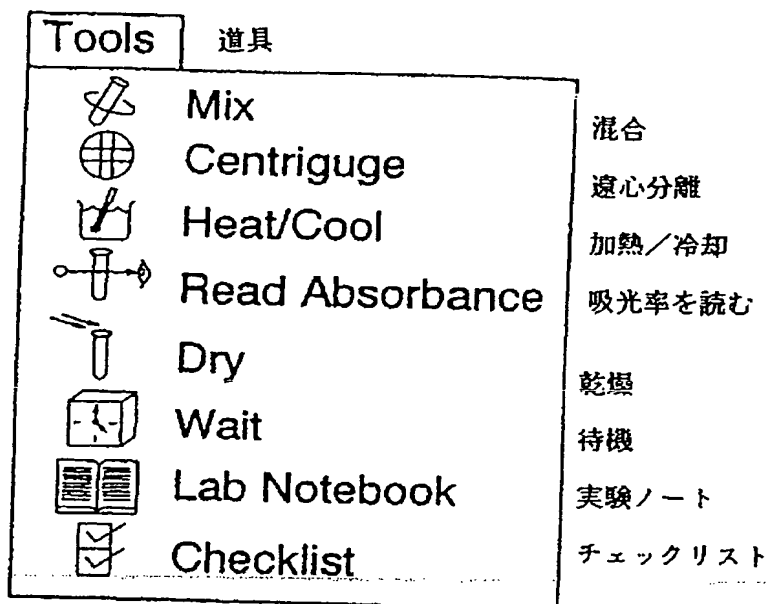 Tools 道具
Mix 混合
Centriguge 遠心分離
Heat/Cool 加熱/冷却
Read Absorbance 吸光率を読む
Dry 乾燥
Wait 待機
Lab Notebook 実験ノート
Checklist チェックリスト